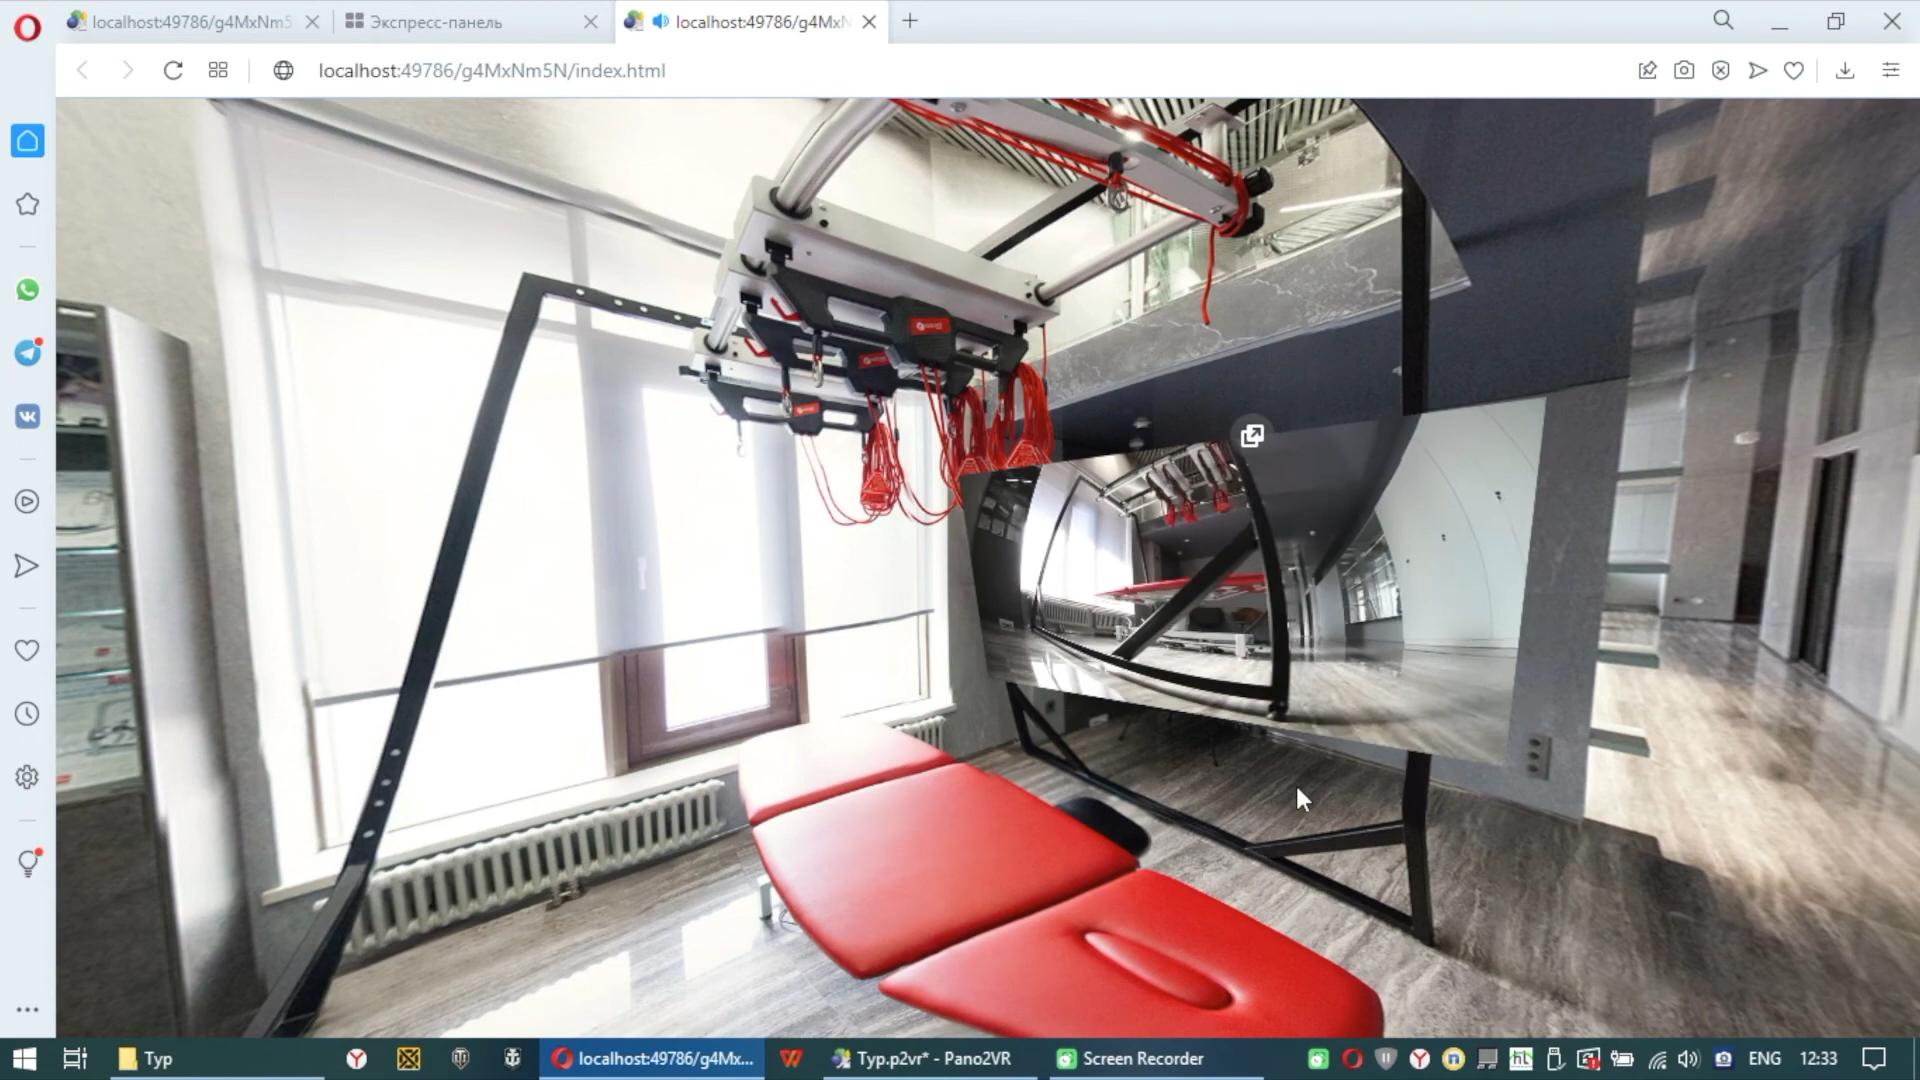 localhost:49786/g4MxNm5
Экспресс-панель
localhost:49786/g4MxN
localhost:49786/g4MxNm5N/index.html
Тур
localhost:49786/g4Mx...
Тур.p2vr* - Pano2VR
Screen Recorder
ENG
12:33